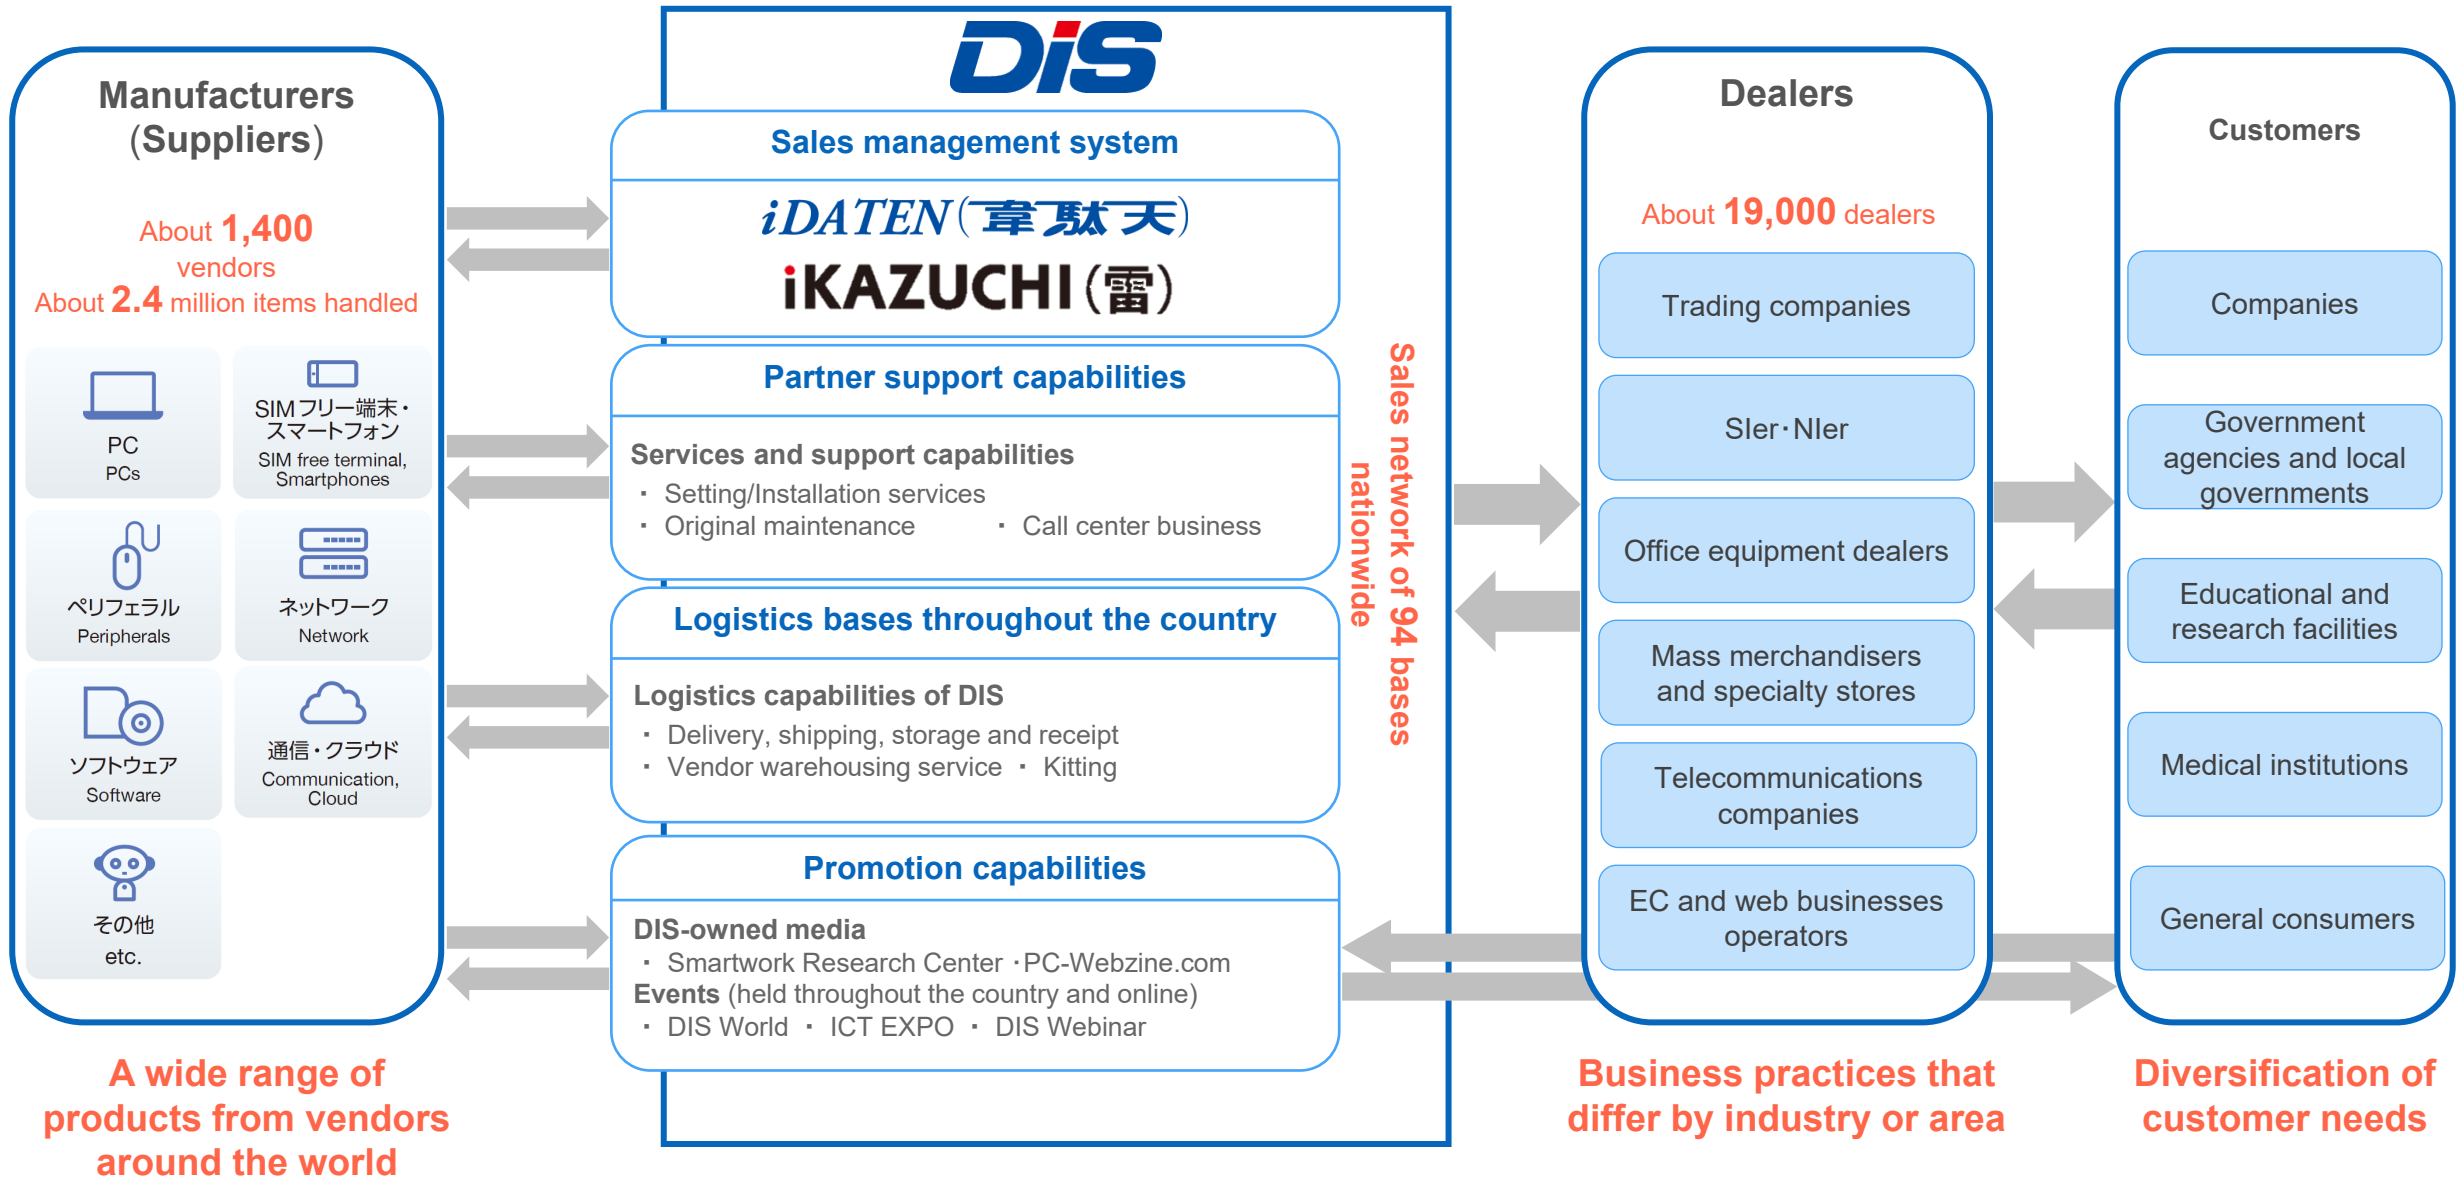 Manufacturers
(Suppliers)
About 1,400
vendors
About 2.4 million items handled
PC
PCs
SIMフリー端末・
スマートフォン
SIM free terminal,
Smartphones
ペリフェラル
Peripherals
ネットワーク
Network
ソフトウェア
Software
通信・クラウド
Communication,
Cloud
その他
etc.
A wide range of
products from vendors
around the world
DiS
Sales management system
iDATEN(韋駄天)
iKAZUCHI(雷)
Partner support capabilities
Services and support capabilities
・ Setting/Installation services
・ Original maintenance ・ Call center business
Logistics bases throughout the country
Logistics capabilities of DIS
・ Delivery, shipping, storage and receipt
・ Vendor warehousing service ・ Kitting
Promotion capabilities
DIS-owned media
・ Smartwork Research Center ・PC-Webzine.com
Events (held throughout the country and online)
・ DIS World ・ ICT EXPO ・ DIS Webinar
Sales network of 94 bases
nationwide
Dealers
About 19,000 dealers
Trading companies
SIer・NIer
Office equipment dealers
Mass merchandisers
and specialty stores
Telecommunications
companies
EC and web businesses
operators
Business practices that
differ by industry or area
Customers
Companies
Government
agencies and local
governments
Educational and
research facilities
Medical institutions
General consumers
Diversification of
customer needs